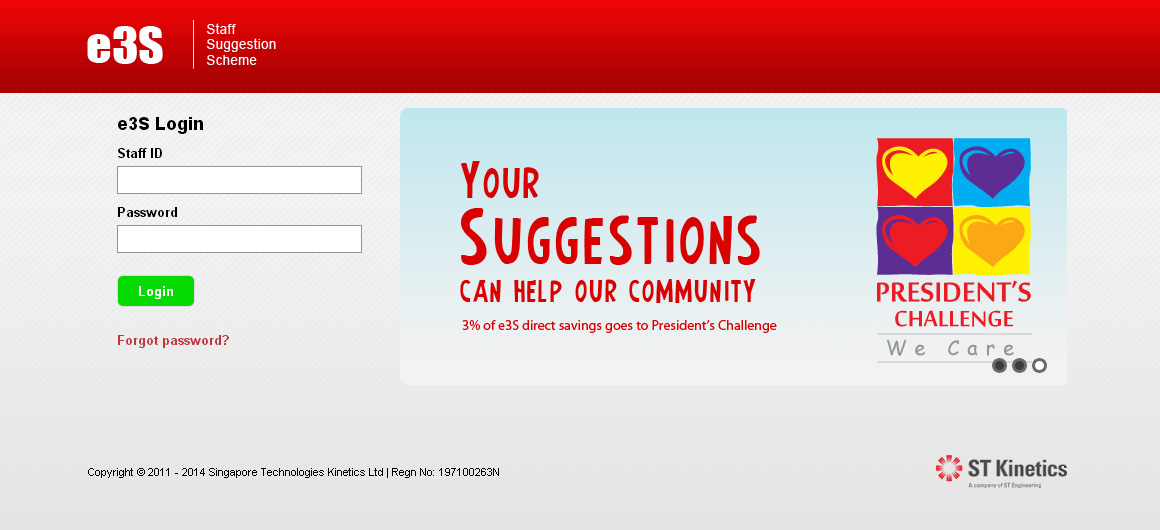 e3S
Staff
Suggestion
Scheme
e3S Login
Staff ID
Password
Login
Forgot password?
YOUR
SUGGESTIONS
CAN HELP OUR COMMUNITY
3% of e3S direct savings goes to President's Challenge
PRESIDENT'S
CHALLENGE
We Care
Copyright © 2011 - 2014 Singapore Technologies Kinetics Ltd | Regn No: 197100263N
ST Kinetics
A company of ST Engineering